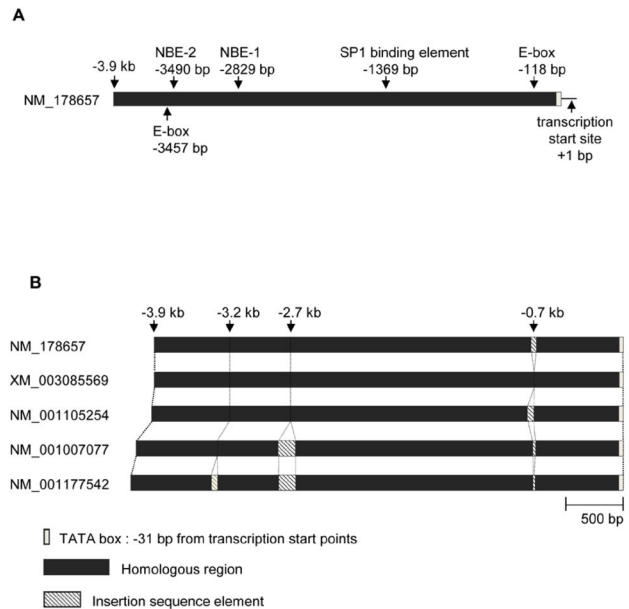 A
-3.9 kb
NBE-2
-3490 bp
NBE-1
-2829 bp
SP1 binding element
-1369 bp
E-box
-118 bp
NM_178657
E-box
-3457 bp
transcription
start site
+1 bp
B
-3.9 kb -3.2 kb -2.7 kb -0.7 kb
NM_178657
XM_003085569
NM_001105254
NM_001007077
NM_001177542
500 bp
TATA box : -31 bp from transcription start points
Homologous region
Insertion sequence element